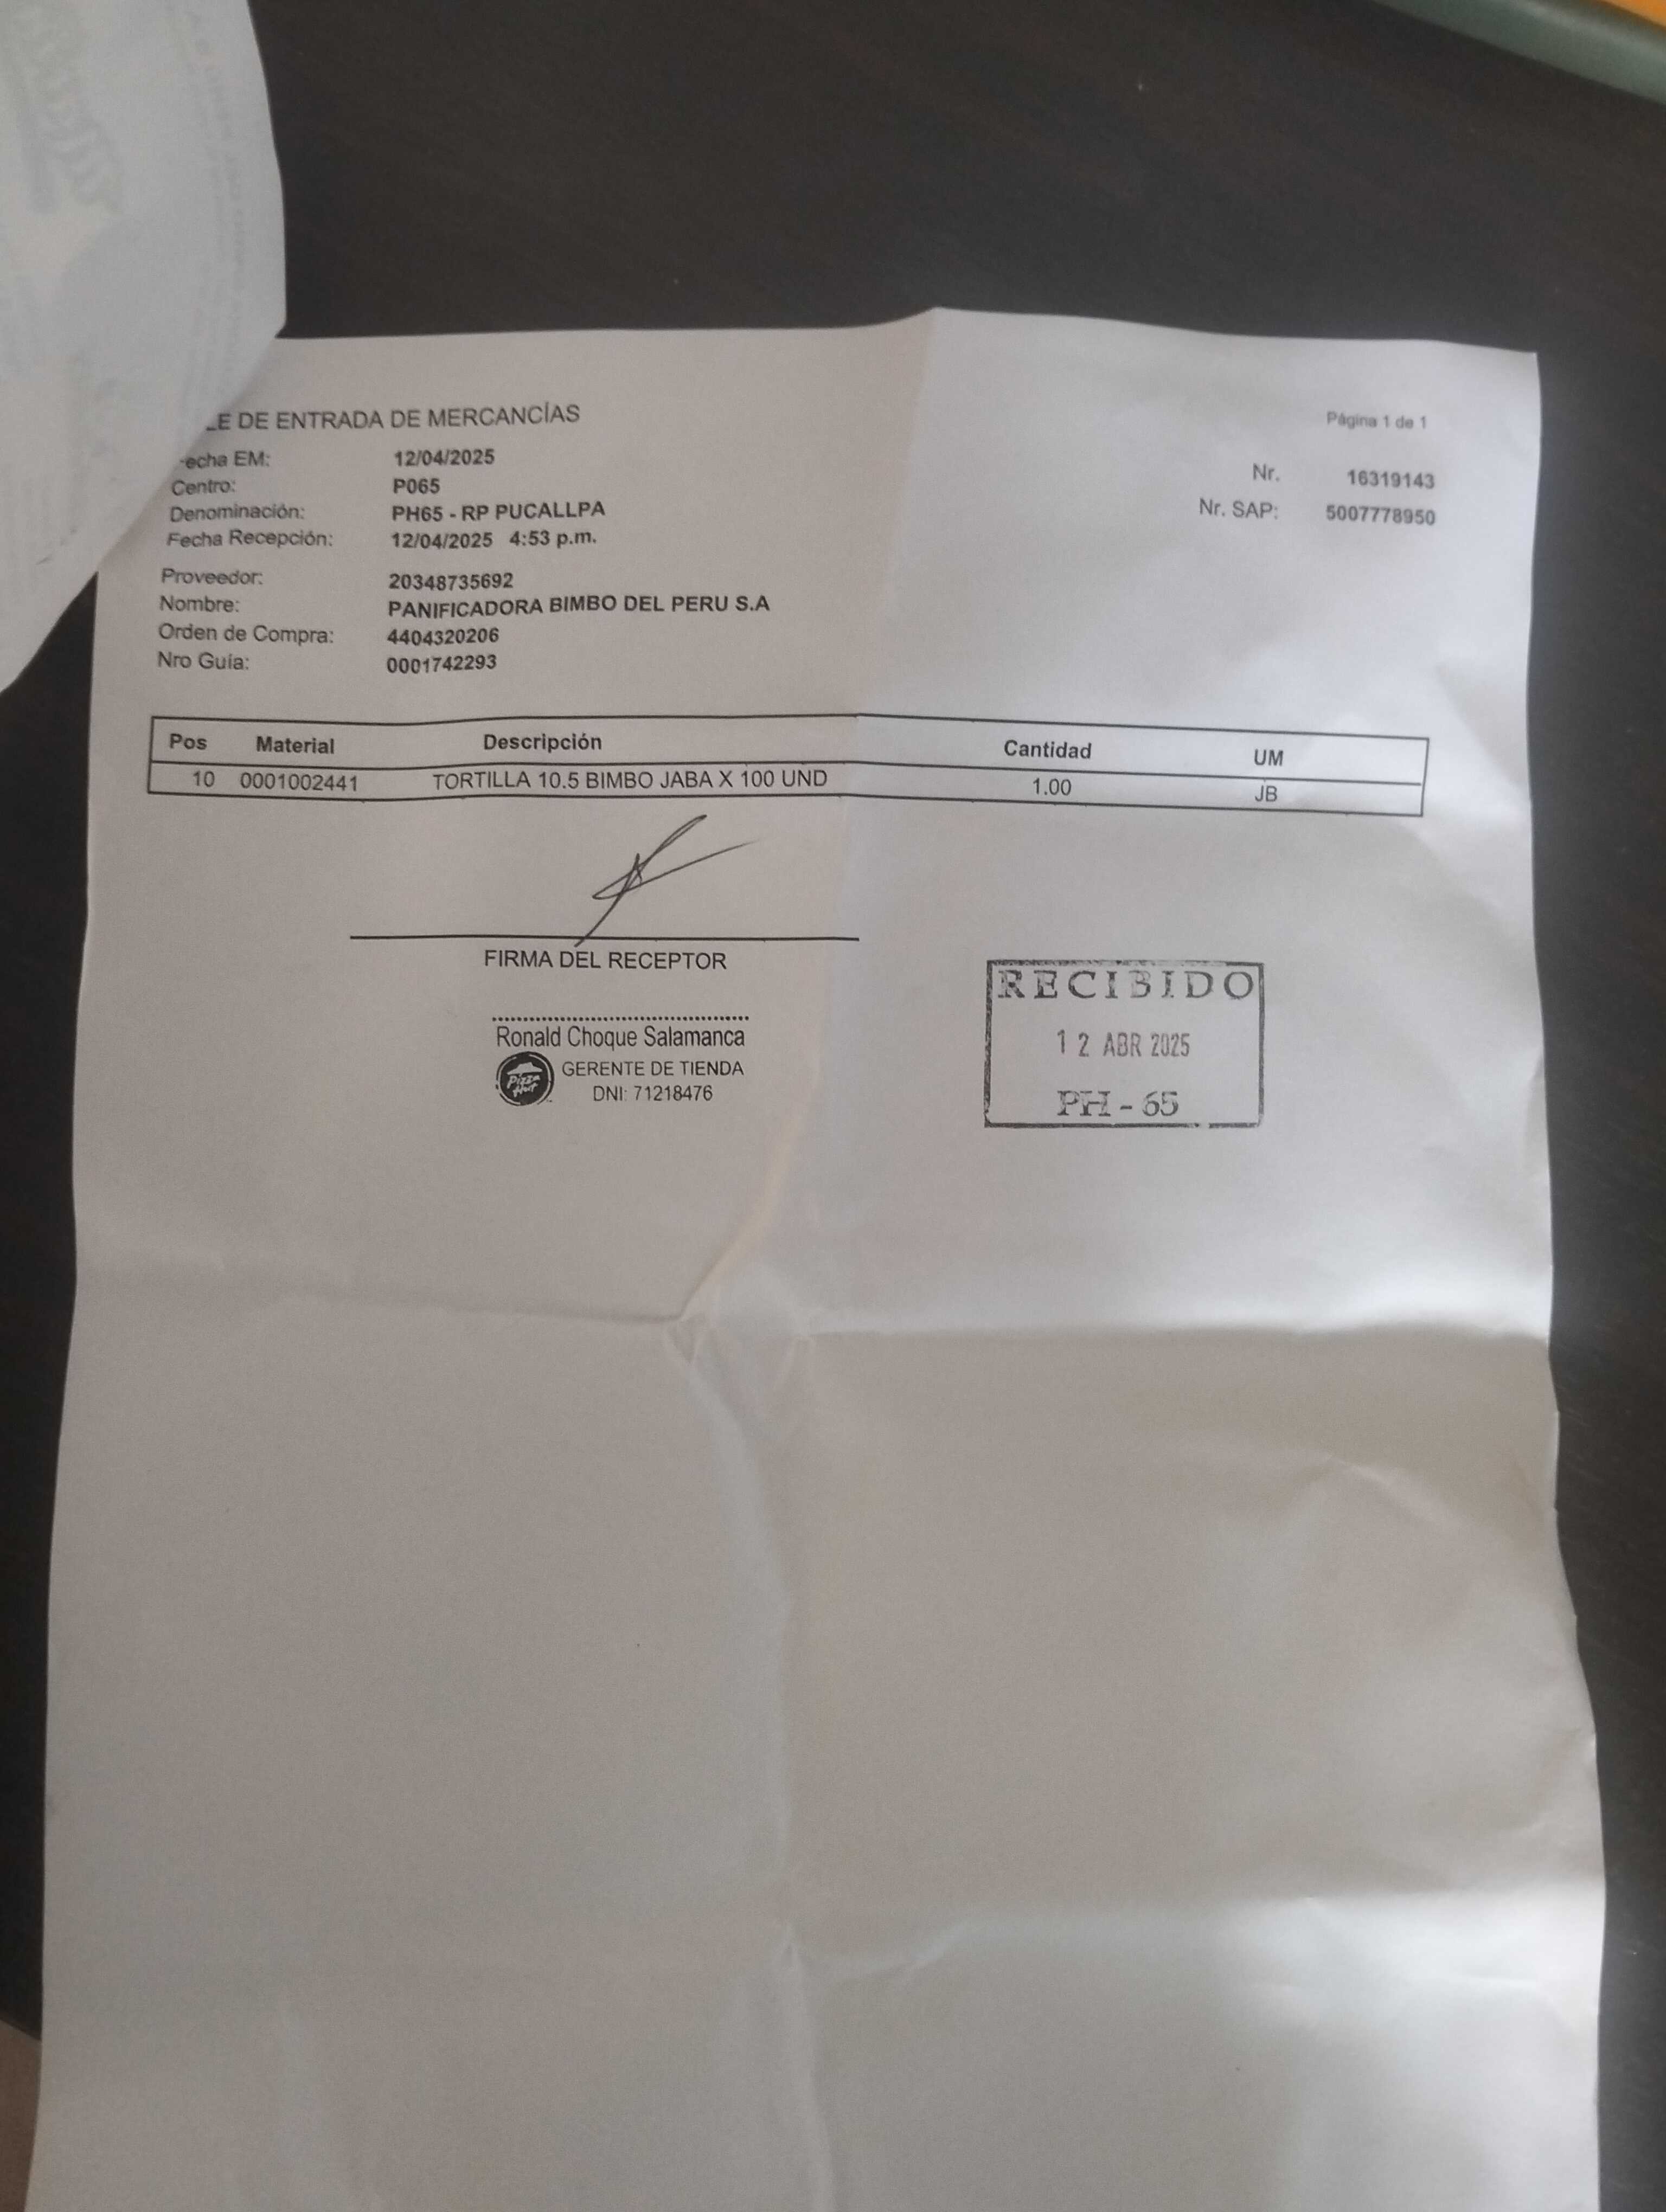 LE DE ENTRADA DE MERCANCÍAS
Página 1 de 1
echa EM: 12/04/2025
Centro: P065
Denominación: PH65 - RP PUCALLPA
Fecha Recepción: 12/04/2025 4:53 p.m.
Nr. 16319143
Nr. SAP: 5007778950
Proveedor: 20348735692
Nombre: PANIFICADORA BIMBO DEL PERU S.A
Orden de Compra: 4404320206
Nro Guía: 0001742293
Pos Material Descripción Cantidad UM
10 0001002441 TORTILLA 10.5 BIMBO JABA X 100 UND 1.00 JB
FIRMA DEL RECEPTOR
Ronald Choque Salamanca
Pizza Hut
GERENTE DE TIENDA
DNI: 71218476
RECIBIDO
12 ABR 2025
PH - 65